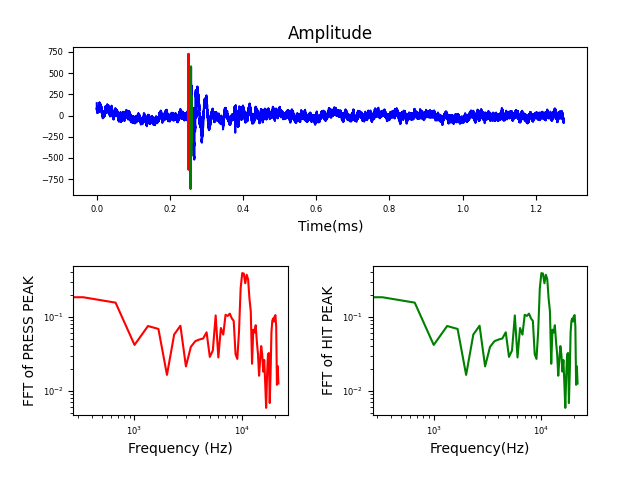 Amplitude
750
500
250
0
−250
−500
−750
0.0 0.2 0.4 0.6 0.8 1.0 1.2
Time(ms)
FFT of PRESS PEAK
10⁻¹
10⁻²
10³ 10⁴
Frequency (Hz)
FFT of HIT PEAK
10⁻¹
10⁻²
10³ 10⁴
Frequency(Hz)